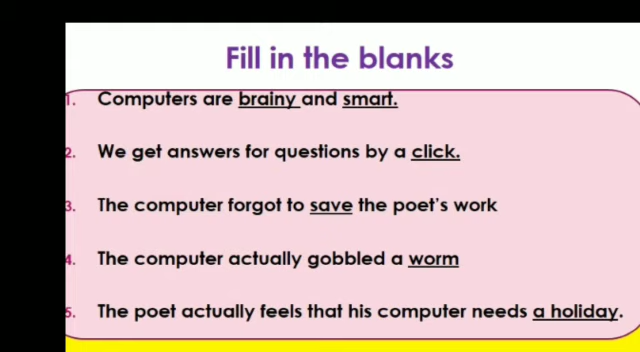 Fill in the blanks
1. Computers are brainy and smart.
2. We get answers for questions by a click.
3. The computer forgot to save the poet's work
4. The computer actually gobbled a worm
5. The poet actually feels that his computer needs a holiday.